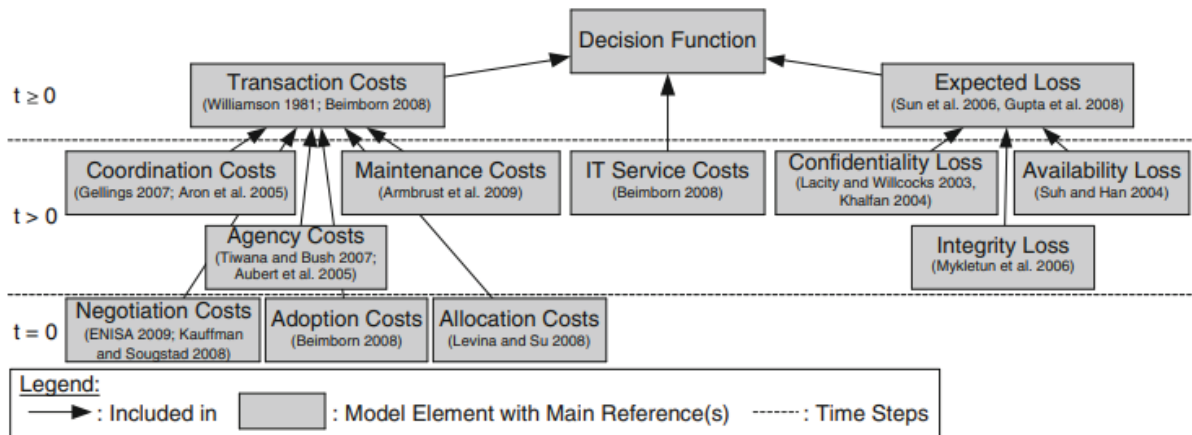 Decision Function
t ≥ 0
Transaction Costs
(Williamson 1981; Beimborn 2008)
Expected Loss
(Sun et al. 2006, Gupta et al. 2008)
t > 0
Coordination Costs
(Gellings 2007; Aron et al. 2005)
Maintenance Costs
(Armbrust et al. 2009)
IT Service Costs
(Beimborn 2008)
Confidentiality Loss
(Lacity and Willcocks 2003,
Khalfan 2004)
Availability Loss
(Suh and Han 2004)
Agency Costs
(Tiwana and Bush 2007;
Aubert et al. 2005)
Integrity Loss
(Mykletun et al. 2006)
t = 0
Negotiation Costs
(ENISA 2009; Kauffman
and Sougstad 2008)
Adoption Costs
(Beimborn 2008)
Allocation Costs
(Levina and Su 2008)
Legend:
: Included in
: Model Element with Main Reference(s)
: Time Steps